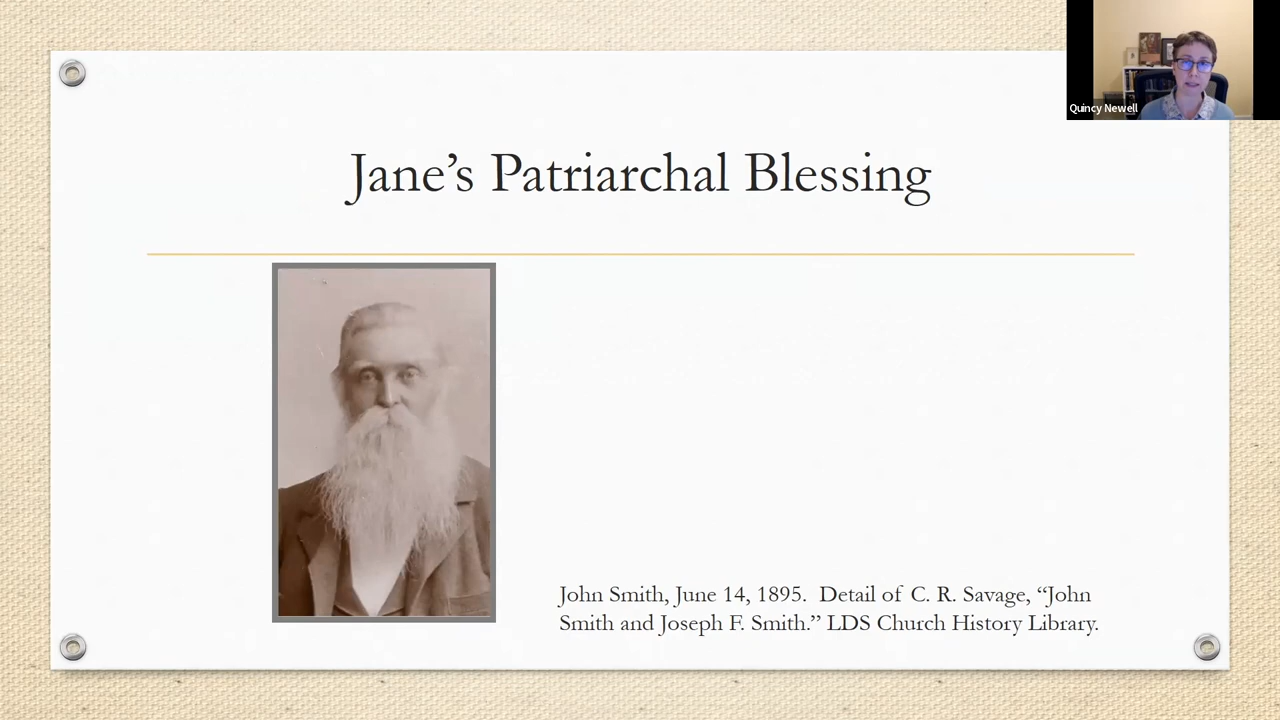 Quincy Newell
Jane’s Patriarchal Blessing
John Smith, June 14, 1895.  Detail of C. R. Savage, “John
Smith and Joseph F. Smith.” LDS Church History Library.